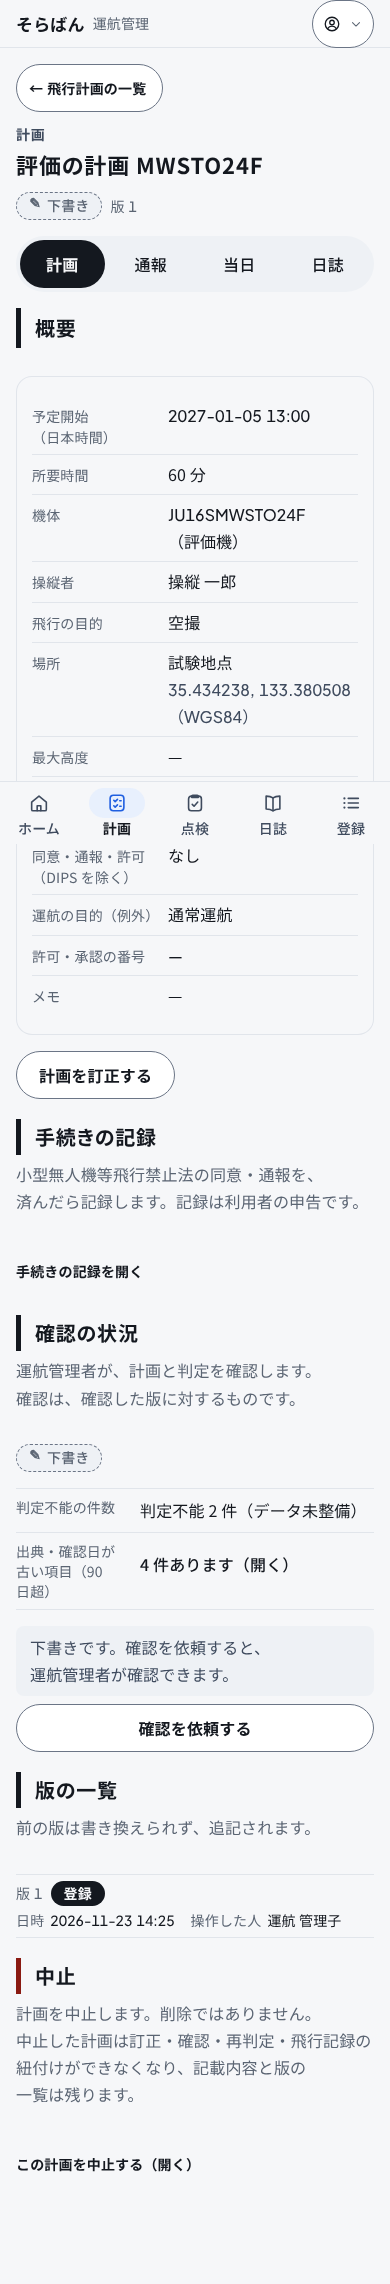 そらばん 運航管理
← 飛行計画の一覧
計画
評価の計画 MWSTO24F
✎ 下書き 版 1
計画 通報 当日 日誌
概要
予定開始
（日本時間）
2027-01-05 13:00
所要時間 60 分
機体 JU16SMWSTO24F
（評価機）
操縦者 操縦 一郎
飛行の目的 空撮
場所 試験地点
35.434238, 133.380508
（WGS84）
最大高度 —
ホーム 計画 点検 日誌 登録
同意・通報・許可
（DIPS を除く）
なし
運航の目的（例外） 通常運航
許可・承認の番号 —
メモ —
計画を訂正する
手続きの記録
小型無人機等飛行禁止法の同意・通報を、
済んだら記録します。記録は利用者の申告です。
手続きの記録を開く
確認の状況
運航管理者が、計画と判定を確認します。
確認は、確認した版に対するものです。
✎ 下書き
判定不能の件数 判定不能 2 件（データ未整備）
出典・確認日が
古い項目（90
日超）
4 件あります（開く）
下書きです。確認を依頼すると、
運航管理者が確認できます。
確認を依頼する
版の一覧
前の版は書き換えられず、追記されます。
版 1 登録
日時 2026-11-23 14:25 操作した人 運航 管理子
中止
計画を中止します。削除ではありません。
中止した計画は訂正・確認・再判定・飛行記録の
紐付けができなくなり、記載内容と版の
一覧は残ります。
この計画を中止する（開く）